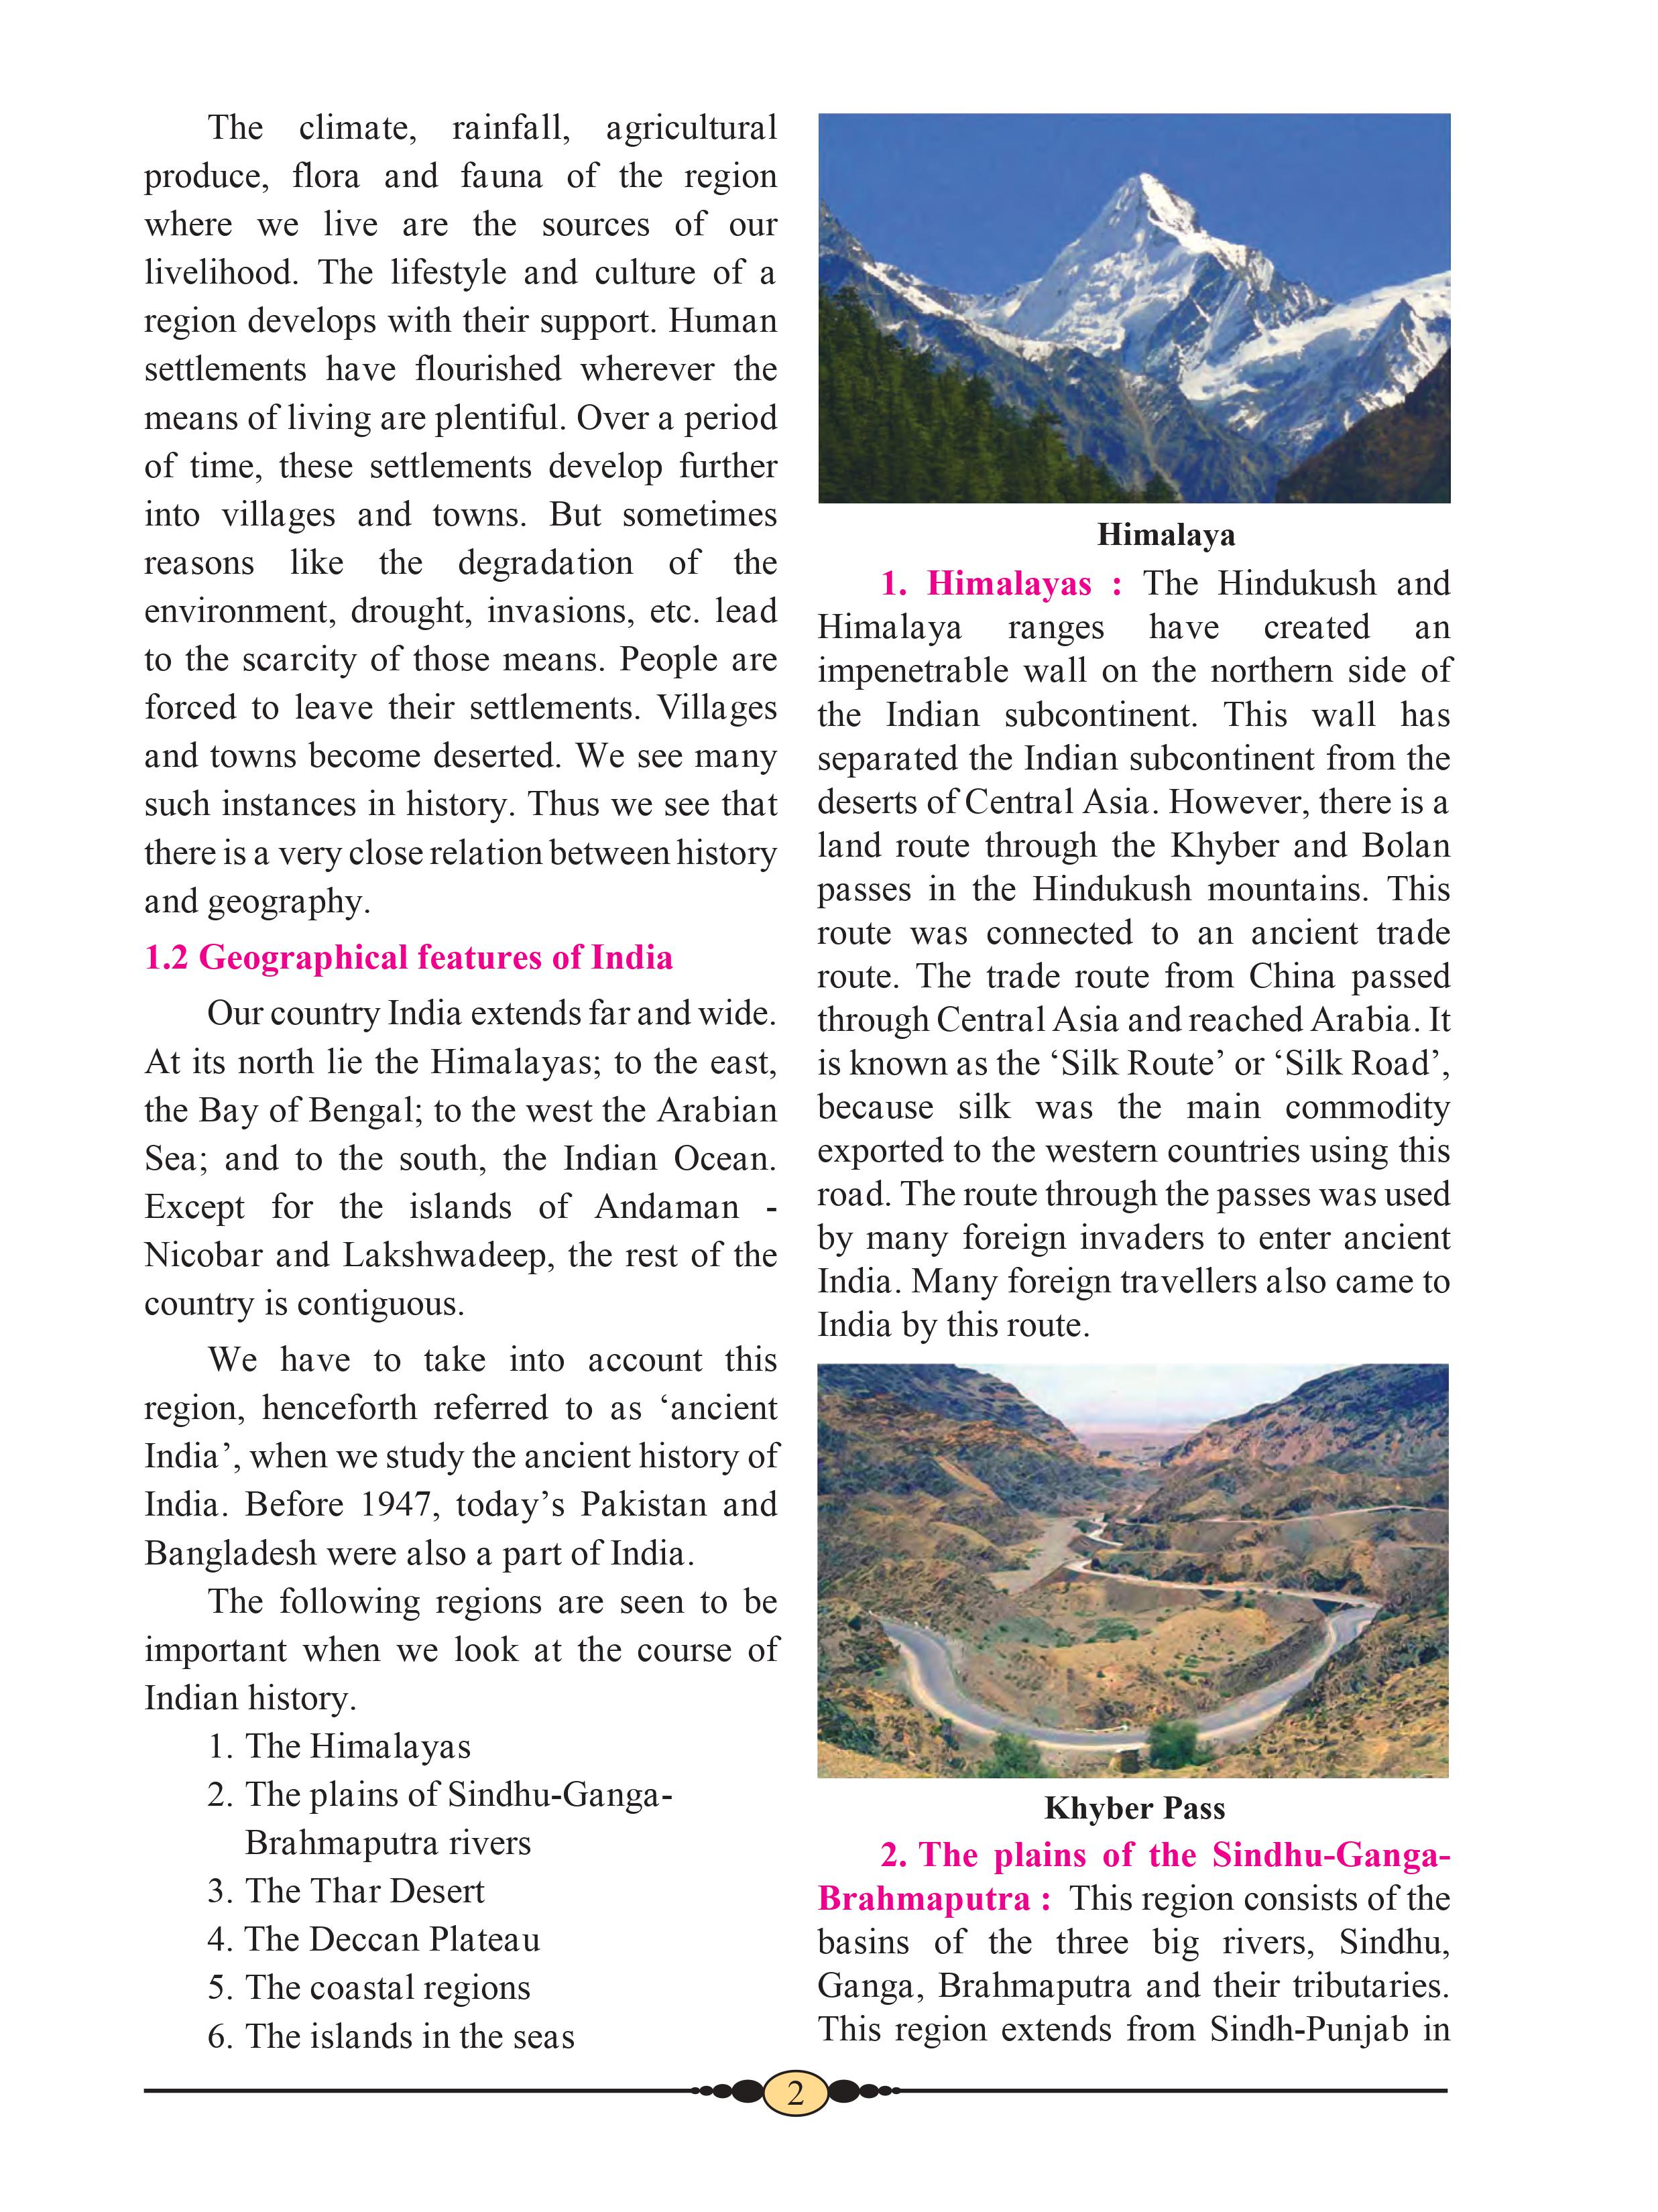 The climate, rainfall, agricultural
produce, flora and fauna of the region
where we live are the sources of our
livelihood. The lifestyle and culture of a
region develops with their support. Human
settlements have flourished wherever the
means of living are plentiful. Over a period
of time, these settlements develop further
into villages and towns. But sometimes
reasons like the degradation of the
environment, drought, invasions, etc. lead
to the scarcity of those means. People are
forced to leave their settlements. Villages
and towns become deserted. We see many
such instances in history. Thus we see that
there is a very close relation between history
and geography.
1.2 Geographical features of India
Our country India extends far and wide.
At its north lie the Himalayas; to the east,
the Bay of Bengal; to the west the Arabian
Sea; and to the south, the Indian Ocean.
Except for the islands of Andaman -
Nicobar and Lakshwadeep, the rest of the
country is contiguous.
We have to take into account this
region, henceforth referred to as ‘ancient
India’, when we study the ancient history of
India. Before 1947, today’s Pakistan and
Bangladesh were also a part of India.
The following regions are seen to be
important when we look at the course of
Indian history.
1. The Himalayas
2. The plains of Sindhu-Ganga-
Brahmaputra rivers
3. The Thar Desert
4. The Deccan Plateau
5. The coastal regions
6. The islands in the seas
Himalaya
1. Himalayas : The Hindukush and
Himalaya ranges have created an
impenetrable wall on the northern side of
the Indian subcontinent. This wall has
separated the Indian subcontinent from the
deserts of Central Asia. However, there is a
land route through the Khyber and Bolan
passes in the Hindukush mountains. This
route was connected to an ancient trade
route. The trade route from China passed
through Central Asia and reached Arabia. It
is known as the ‘Silk Route’ or ‘Silk Road’,
because silk was the main commodity
exported to the western countries using this
road. The route through the passes was used
by many foreign invaders to enter ancient
India. Many foreign travellers also came to
India by this route.
Khyber Pass
2. The plains of the Sindhu-Ganga-
Brahmaputra : This region consists of the
basins of the three big rivers, Sindhu,
Ganga, Brahmaputra and their tributaries.
This region extends from Sindh-Punjab in
2